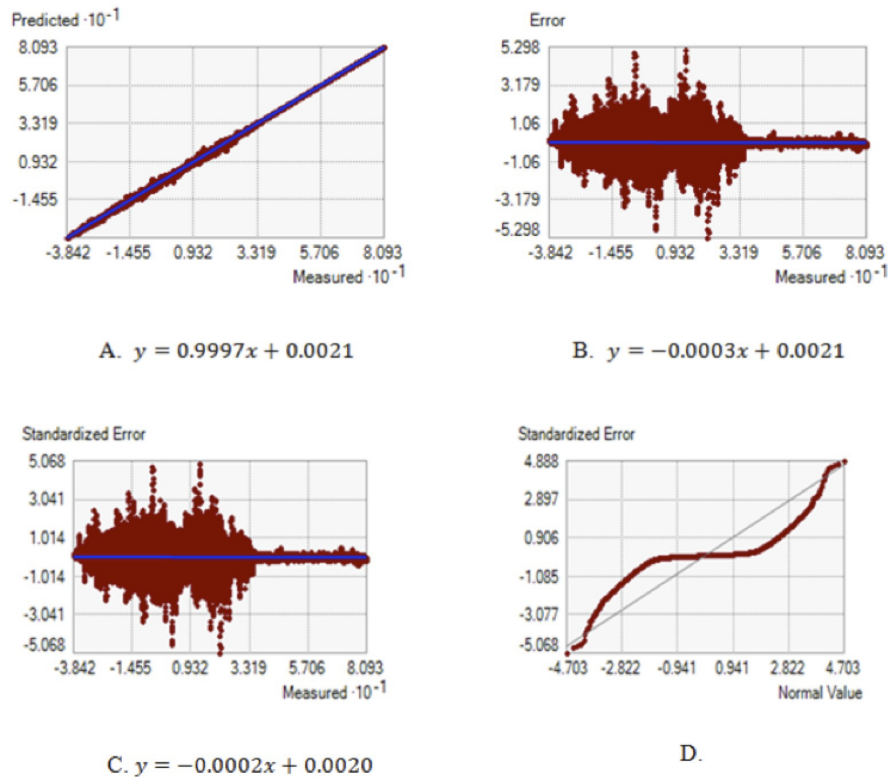 Predicted ·10⁻¹
8.093
5.706
3.319
0.932
-1.455
-3.842 -1.455 0.932 3.319 5.706 8.093
Measured ·10⁻¹
A. y = 0.9997x + 0.0021
Error
5.298
3.179
1.06
-1.06
-3.179
-5.298
-3.842 -1.455 0.932 3.319 5.706 8.093
Measured ·10⁻¹
B. y = −0.0003x + 0.0021
Standardized Error
5.068
3.041
1.014
-1.014
-3.041
-5.068
-3.842 -1.455 0.932 3.319 5.706 8.093
Measured ·10⁻¹
C. y = −0.0002x + 0.0020
Standardized Error
4.888
2.897
0.906
-1.085
-3.077
-5.068
-4.703 -2.822 -0.941 0.941 2.822 4.703
Normal Value
D.